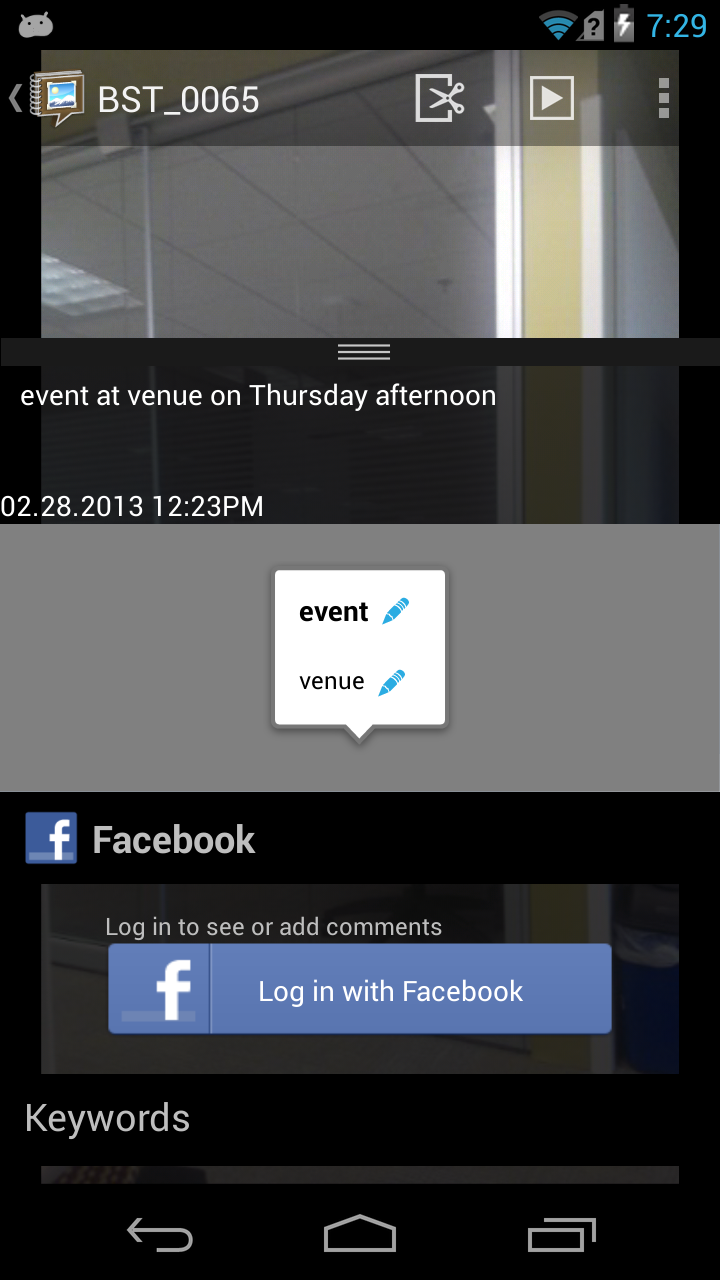 7:29
BST_0065
event at venue on Thursday afternoon
02.28.2013 12:23PM
event
venue
Facebook
Log in to see or add comments
f Log in with Facebook
Keywords